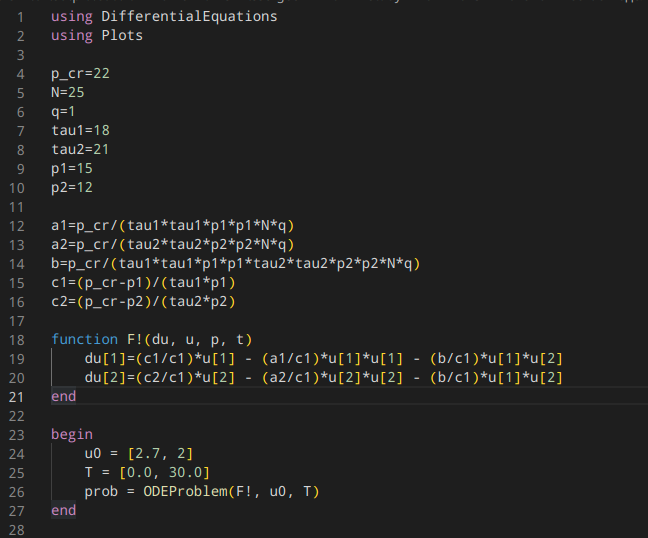 1 using DifferentialEquations
2 using Plots
3
4 p_cr=22
5 N=25
6 q=1
7 tau1=18
8 tau2=21
9 p1=15
10 p2=12
11
12 a1=p_cr/(tau1*tau1*p1*p1*N*q)
13 a2=p_cr/(tau2*tau2*p2*p2*N*q)
14 b=p_cr/(tau1*tau1*p1*p1*tau2*tau2*p2*p2*N*q)
15 c1=(p_cr-p1)/(tau1*p1)
16 c2=(p_cr-p2)/(tau2*p2)
17
18 function F!(du, u, p, t)
19     du[1]=(c1/c1)*u[1] - (a1/c1)*u[1]*u[1] - (b/c1)*u[1]*u[2]
20     du[2]=(c2/c1)*u[2] - (a2/c1)*u[2]*u[2] - (b/c1)*u[1]*u[2]
21 end
22
23 begin
24     u0 = [2.7, 2]
25     T = [0.0, 30.0]
26     prob = ODEProblem(F!, u0, T)
27 end
28